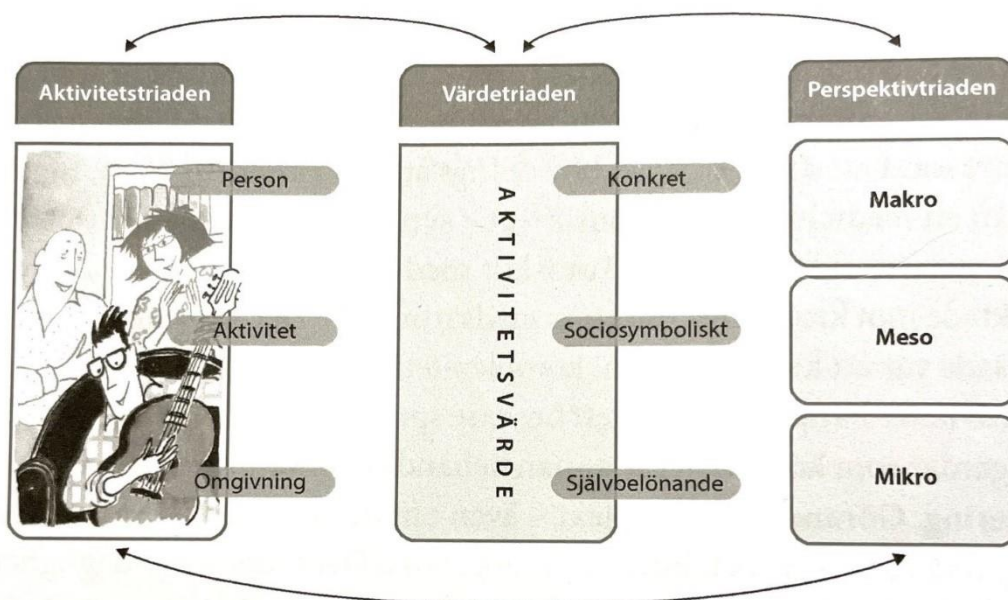 Aktivitetstriaden
Person
Aktivitet
Omgivning
Värdetriaden
AKTIVITETSVÄRDE
Konkret
Sociosymboliskt
Självbelönande
Perspektivtriaden
Makro
Meso
Mikro